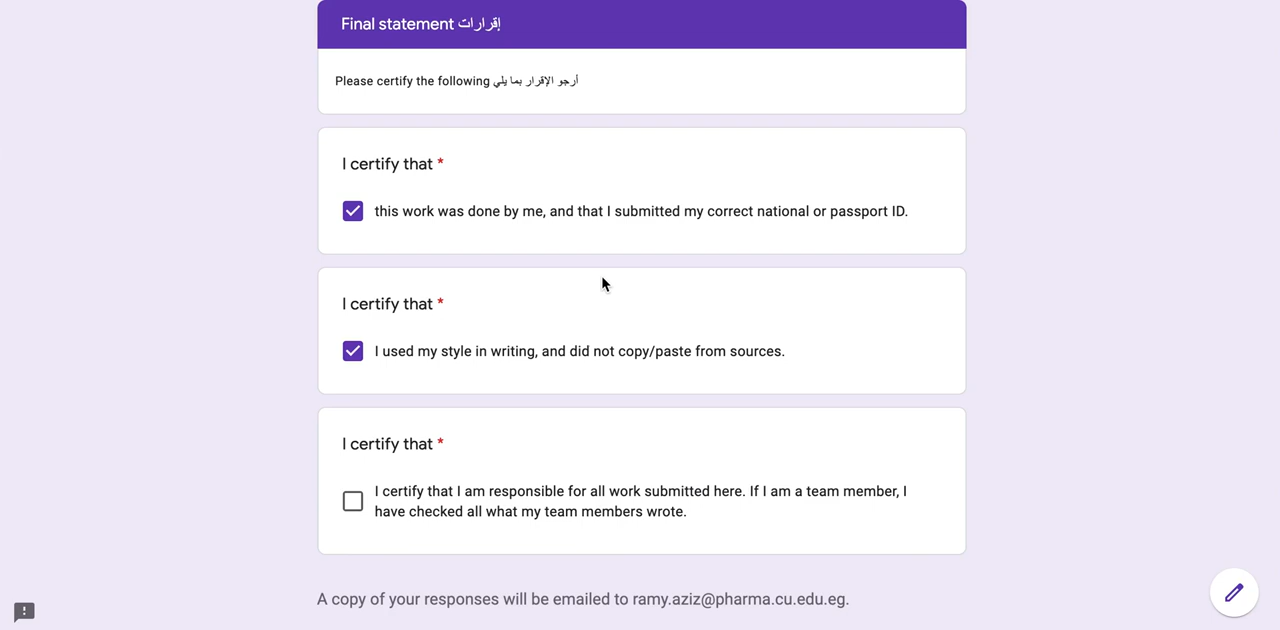 Final statement إقرارات
Please certify the following أرجو الإقرار بما يلي
I certify that *
this work was done by me, and that I submitted my correct national or passport ID.
I certify that *
I used my style in writing, and did not copy/paste from sources.
I certify that *
I certify that I am responsible for all work submitted here. If I am a team member, I
have checked all what my team members wrote.
A copy of your responses will be emailed to ramy.aziz@pharma.cu.edu.eg.